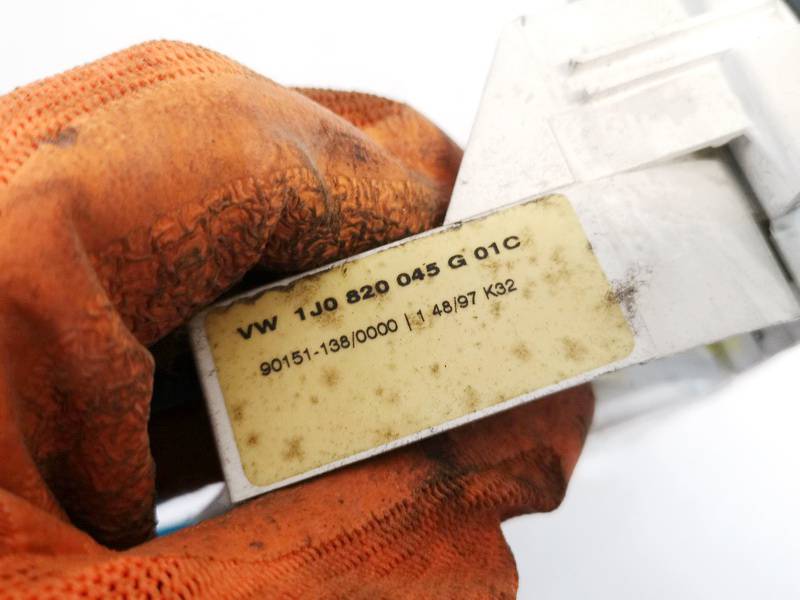 VW 1J0 820 045 G 01C
90151-138/0000 | 1 48/97 K32